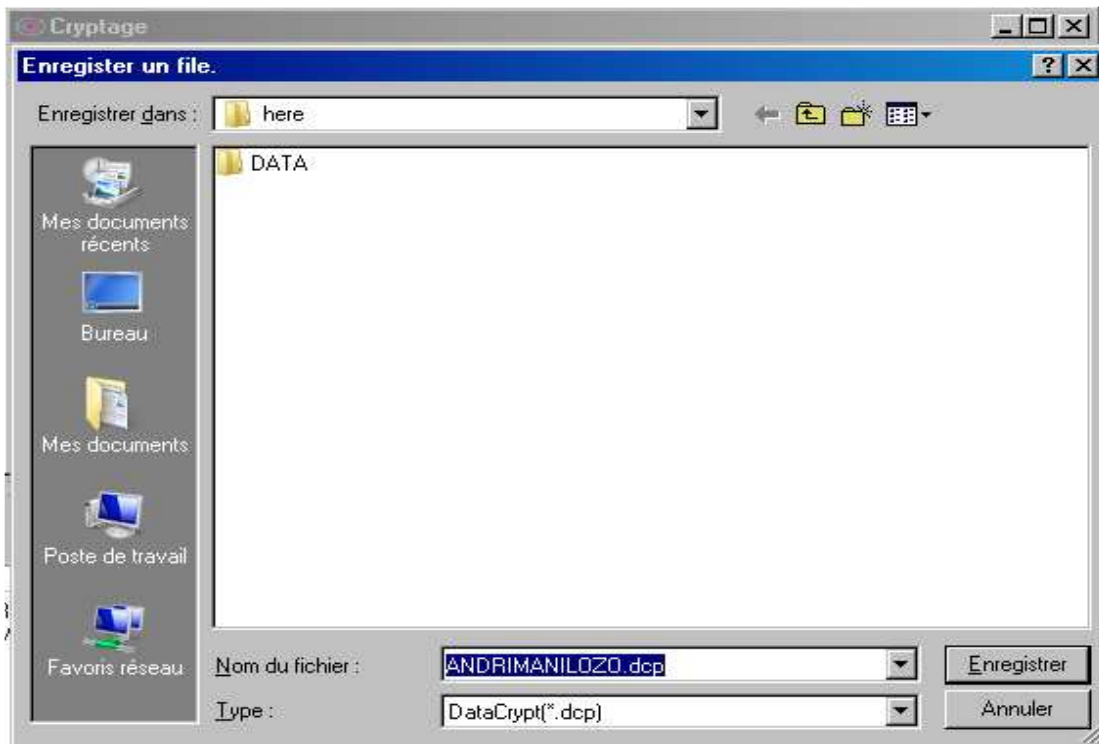 Cryptage
Enregister un file.
Enregistrer dans :
here
DATA
Mes documents
récents
Bureau
Mes documents
Poste de travail
Favoris réseau
Nom du fichier :
ANDRIMANILOZO.dcp
Enregistrer
Type :
DataCrypt(*.dcp)
Annuler